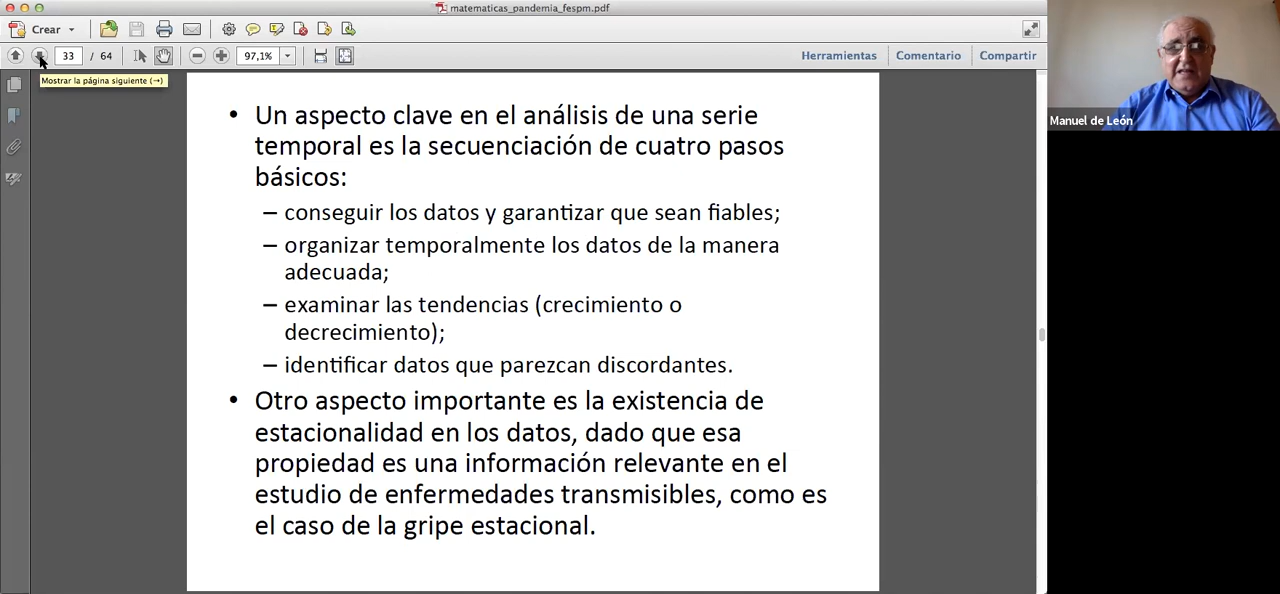 matematicas_pandemia_fespm.pdf
Crear
33 / 64
97,1%
Herramientas
Comentario
Compartir
Mostrar la página siguiente (→)
• Un aspecto clave en el análisis de una serie
temporal es la secuenciación de cuatro pasos
básicos:
– conseguir los datos y garantizar que sean fiables;
– organizar temporalmente los datos de la manera
adecuada;
– examinar las tendencias (crecimiento o
decrecimiento);
– identificar datos que parezcan discordantes.
• Otro aspecto importante es la existencia de
estacionalidad en los datos, dado que esa
propiedad es una información relevante en el
estudio de enfermedades transmisibles, como es
el caso de la gripe estacional.
Manuel de León